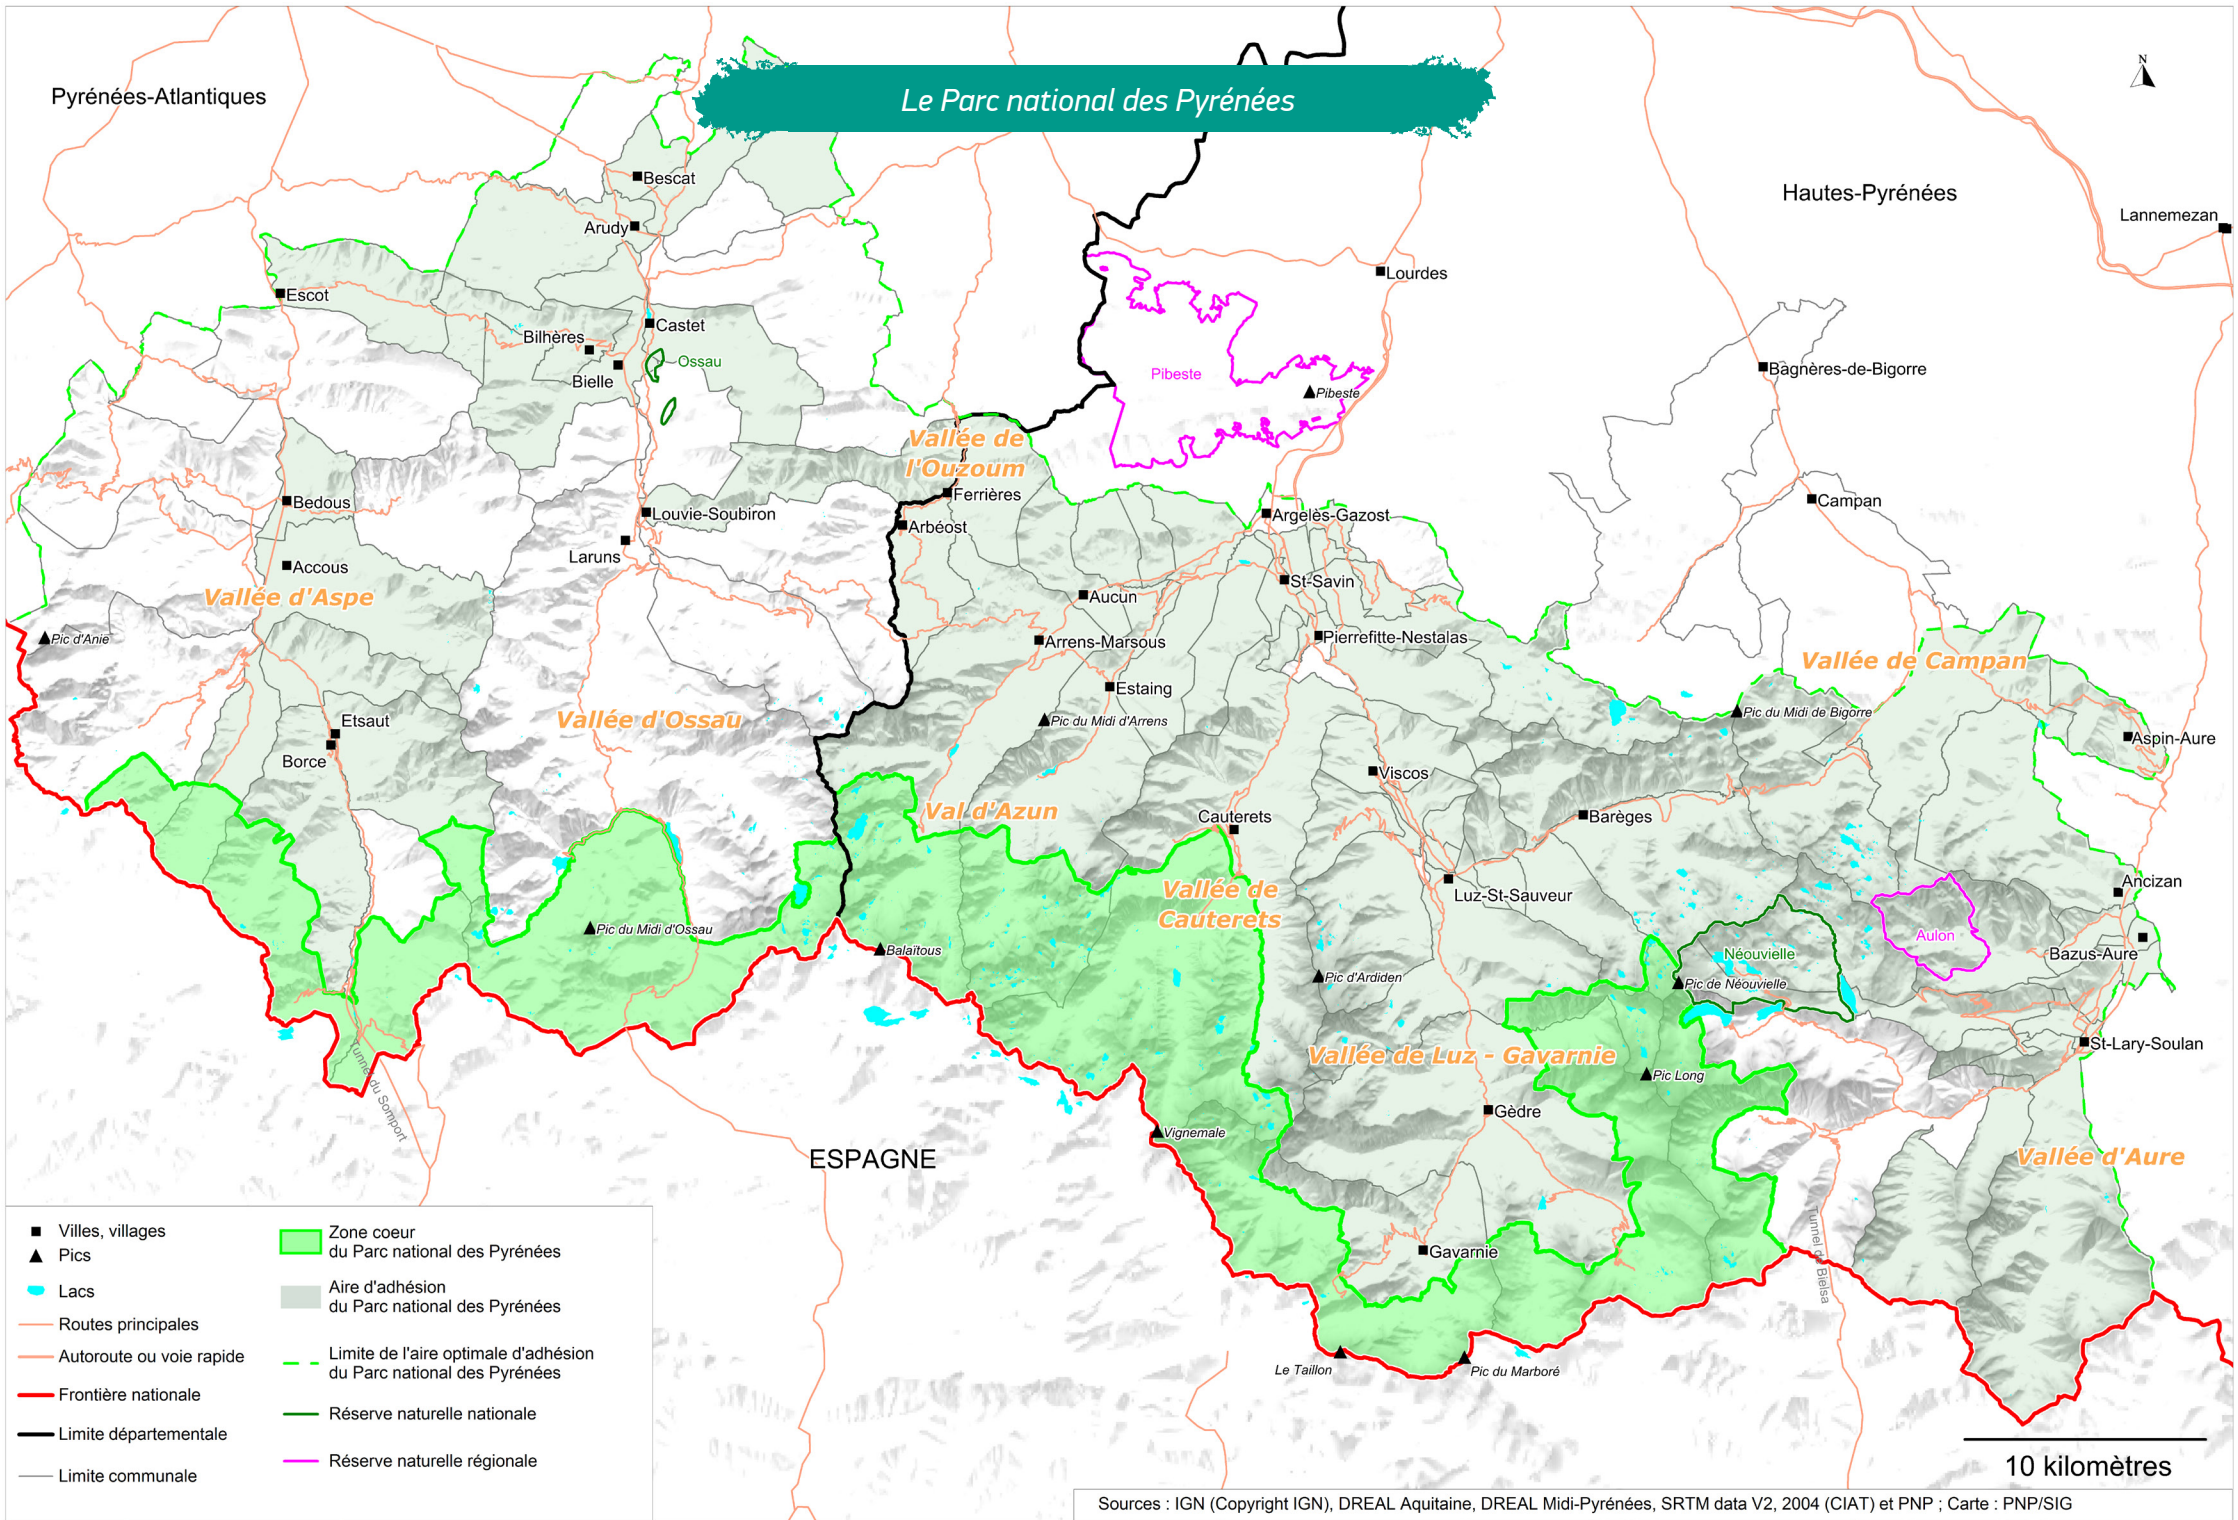 Le Parc national des Pyrénées
N
Pyrénées-Atlantiques
Hautes-Pyrénées
Lannemezan
Bescat
Arudy
Lourdes
Escot
Castet
Bilhères
Ossau
Bielle
Pibeste
Pibeste
Bagnères-de-Bigorre
Vallée de
l'Ouzoum
Ferrières
Bedous
Louvie-Soubiron
Arbéost
Argelès-Gazost
Campan
Laruns
Accous
Vallée d'Aspe
St-Savin
Aucun
Pic d'Anie
Arrens-Marsous
Pierrefitte-Nestalas
Vallée de Campan
Estaing
Etsaut
Vallée d'Ossau
Pic du Midi d'Arrens
Pic du Midi de Bigorre
Aspin-Aure
Borce
Viscos
Val d'Azun
Cauterets
Barèges
Vallée de
Cauterets
Luz-St-Sauveur
Ancizan
Pic du Midi d'Ossau
Balaïtous
Aulon
Néouvielle
Bazus-Aure
Pic d'Ardiden
Pic de Néouvielle
Vallée de Luz - Gavarnie
St-Lary-Soulan
Pic Long
Tunnel du Somport
Gèdre
Vignemale
ESPAGNE
Vallée d'Aure
Tunnel de Bielsa
Gavarnie
Le Taillon
Pic du Marboré
Villes, villages
Pics
Lacs
Routes principales
Autoroute ou voie rapide
Frontière nationale
Limite départementale
Limite communale
Zone coeur
du Parc national des Pyrénées
Aire d'adhésion
du Parc national des Pyrénées
Limite de l'aire optimale d'adhésion
du Parc national des Pyrénées
Réserve naturelle nationale
Réserve naturelle régionale
10 kilomètres
Sources : IGN (Copyright IGN), DREAL Aquitaine, DREAL Midi-Pyrénées, SRTM data V2, 2004 (CIAT) et PNP ; Carte : PNP/SIG